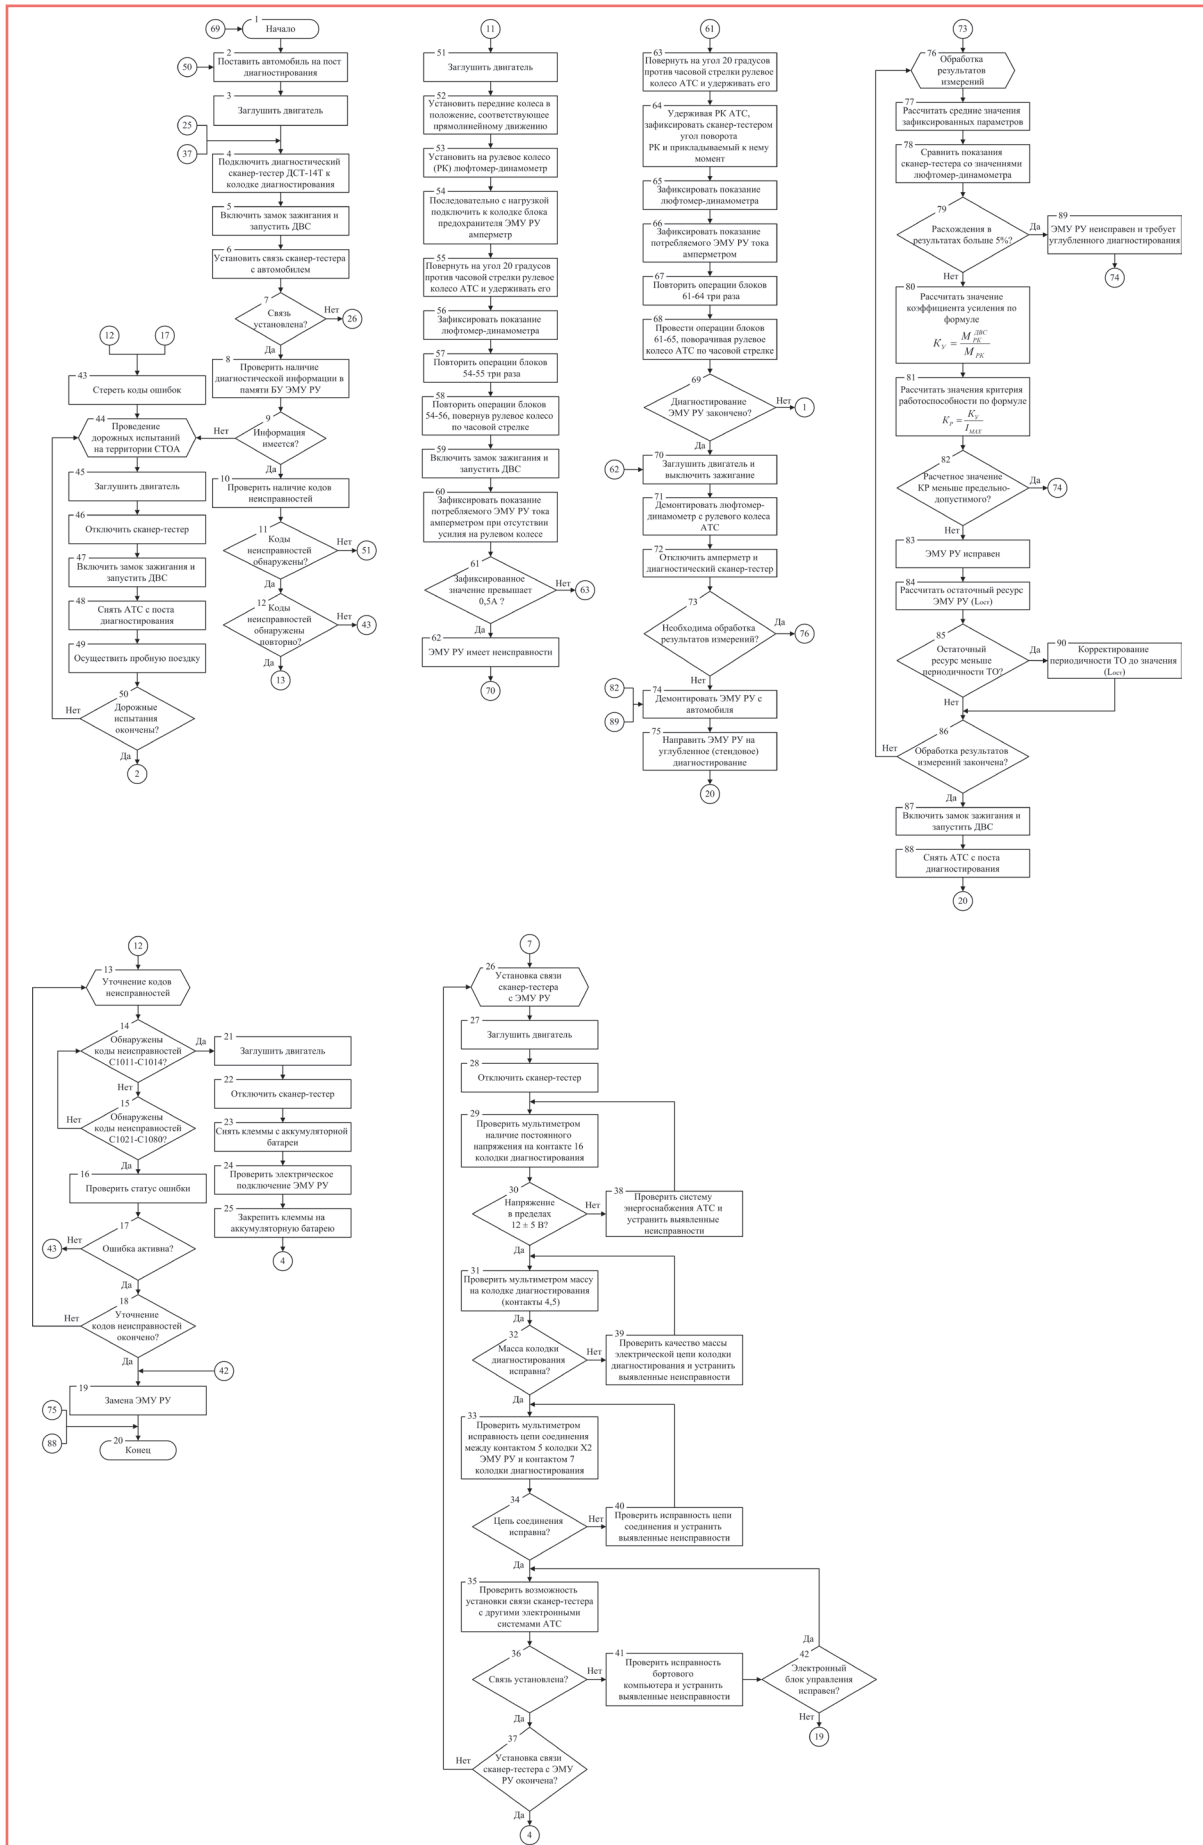 69
1
Начало
2
Поставить автомобиль на пост
диагностирования
50
3
Заглушить двигатель
25
37
4
Подключить диагностический
сканер-тестер ДСТ-14Т к
колодке диагностирования
5
Включить замок зажигания и
запустить ДВС
6
Установить связь сканер-тестера
с автомобилем
7
Связь
установлена?
Нет
26
Да
8
Проверить наличие
диагностической информации в
памяти БУ ЭМУ РУ
9
Информация
имеется?
Нет
Да
10
Проверить наличие кодов
неисправностей
11
Коды
неисправностей
обнаружены?
Нет
51
Да
12
Коды
неисправностей
обнаружены
повторно?
Нет
43
Да
13
12
17
43
Стереть коды ошибок
44
Проведение
дорожных испытаний
на территории СТОА
45
Заглушить двигатель
46
Отключить сканер-тестер
47
Включить замок зажигания и
запустить ДВС
48
Снять АТС с поста
диагностирования
49
Осуществить пробную поездку
50
Дорожные
испытания
окончены?
Нет
Да
2
11
51
Заглушить двигатель
52
Установить передние колеса в
положение, соответствующее
прямолинейному движению
53
Установить на рулевое колесо
(РК) люфтомер-динамометр
54
Последовательно с нагрузкой
подключить к колодке блока
предохранителя ЭМУ РУ
амперметр
55
Повернуть на угол 20 градусов
против часовой стрелки рулевое
колесо АТС и удерживать его
56
Зафиксировать показание
люфтомер-динамометра
57
Повторить операции блоков
54-55 три раза
58
Повторить операции блоков
54-56, повернув рулевое колесо
по часовой стрелке
59
Включить замок зажигания и
запустить ДВС
60
Зафиксировать показание
потребляемого ЭМУ РУ тока
амперметром при отсутствии
усилия на рулевом колесе
61
Зафиксированное
значение превышает
0,5А ?
Нет
63
Да
62
ЭМУ РУ имеет неисправности
70
61
63
Повернуть на угол 20 градусов
против часовой стрелки рулевое
колесо АТС и удерживать его
64
Удерживая РК АТС,
зафиксировать сканер-тестером
угол поворота
РК и прикладываемый к нему
момент
65
Зафиксировать показание
люфтомер-динамометра
66
Зафиксировать показание
потребляемого ЭМУ РУ тока
амперметром
67
Повторить операции блоков
61-64 три раза
68
Провести операции блоков
61-65, поворачивая рулевое
колесо АТС по часовой стрелке
69
Диагностирование
ЭМУ РУ закончено?
Нет
1
Да
62
70
Заглушить двигатель и
выключить зажигание
71
Демонтировать люфтомер-
динамометр с рулевого колеса
АТС
72
Отключить амперметр и
диагностический сканер-тестер
73
Необходима обработка
результатов измерений?
Да
76
Нет
82
89
74
Демонтировать ЭМУ РУ с
автомобиля
75
Направить ЭМУ РУ на
углубленное (стендовое)
диагностирование
20
73
76
Обработка
результатов
измерений
77
Рассчитать средние значения
зафиксированных параметров
78
Сравнить показания
сканер-тестера со значениями
люфтомер-динамометра
79
Расхождения в
результатах больше 5%?
Да
89
ЭМУ РУ неисправен и требует
углубленного диагностирования
74
Нет
80
Рассчитать значение
коэффициента усиления по
формуле
K_У = M_РК^ДВС / M_РК
81
Рассчитать значения критерия
работоспособности по формуле
K_Р = K_У / I_MAX
82
Расчетное значение
КР меньше предельно-
допустимого?
Да
74
Нет
83
ЭМУ РУ исправен
84
Рассчитать остаточный ресурс
ЭМУ РУ (Lост)
85
Остаточный
ресурс меньше
периодичности ТО?
Да
90
Корректирование
периодичности ТО до значения
(Lост)
Нет
86
Обработка результатов
измерений закончена?
Нет
Да
87
Включить замок зажигания и
запустить ДВС
88
Снять АТС с поста
диагностирования
20
12
13
Уточнение кодов
неисправностей
14
Обнаружены
коды неисправностей
С1011-С1014?
Да
Нет
15
Обнаружены
коды неисправностей
С1021-С1080?
Нет
Да
16
Проверить статус ошибки
17
Ошибка активна?
Нет
43
Да
18
Уточнение
кодов неисправностей
окончено?
Нет
Да
42
19
Замена ЭМУ РУ
75
88
20
Конец
21
Заглушить двигатель
22
Отключить сканер-тестер
23
Снять клеммы с аккумуляторной
батареи
24
Проверить электрическое
подключение ЭМУ РУ
25
Закрепить клеммы на
аккумуляторную батарею
4
7
26
Установка связи
сканер-тестера
с ЭМУ РУ
27
Заглушить двигатель
28
Отключить сканер-тестер
29
Проверить мультиметром
наличие постоянного
напряжения на контакте 16
колодки диагностирования
30
Напряжение
в пределах
12 ± 5 В?
Нет
38
Проверить систему
энергоснабжения АТС и
устранить выявленные
неисправности
Да
31
Проверить мультиметром массу
на колодке диагностирования
(контакты 4,5)
Да
32
Масса колодки
диагностирования
исправна?
Нет
39
Проверить качество массы
электрической цепи колодки
диагностирования и устранить
выявленные неисправности
Да
33
Проверить мультиметром
исправность цепи соединения
между контактом 5 колодки Х2
ЭМУ РУ и контактом 7
колодки диагностирования
34
Цепь соединения
исправна?
Нет
40
Проверить исправность цепи
соединения и устранить
выявленные неисправности
Да
35
Проверить возможность
установки связи сканер-тестера
с другими электронными
системами АТС
36
Связь установлена?
Нет
41
Проверить исправность
бортового
компьютера и устранить
выявленные неисправности
Да
42
Электронный
блок управления
исправен?
Нет
19
Да
37
Установка связи
сканер-тестера с ЭМУ
РУ окончена?
Нет
Да
4